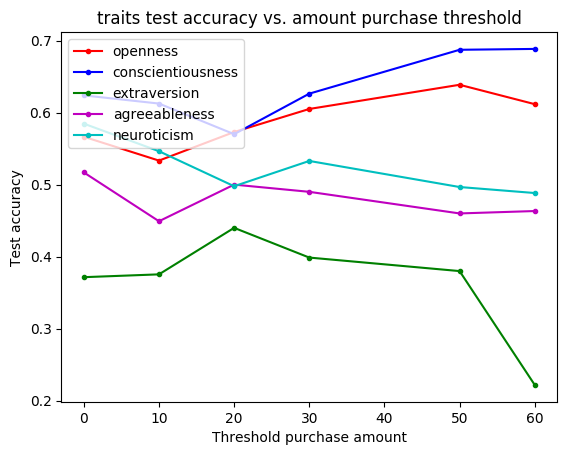 traits test accuracy vs. amount purchase threshold
0.7
0.6
0.5
0.4
0.3
0.2
Test accuracy
openness
conscientiousness
extraversion
agreeableness
neuroticism
0 10 20 30 40 50 60
Threshold purchase amount